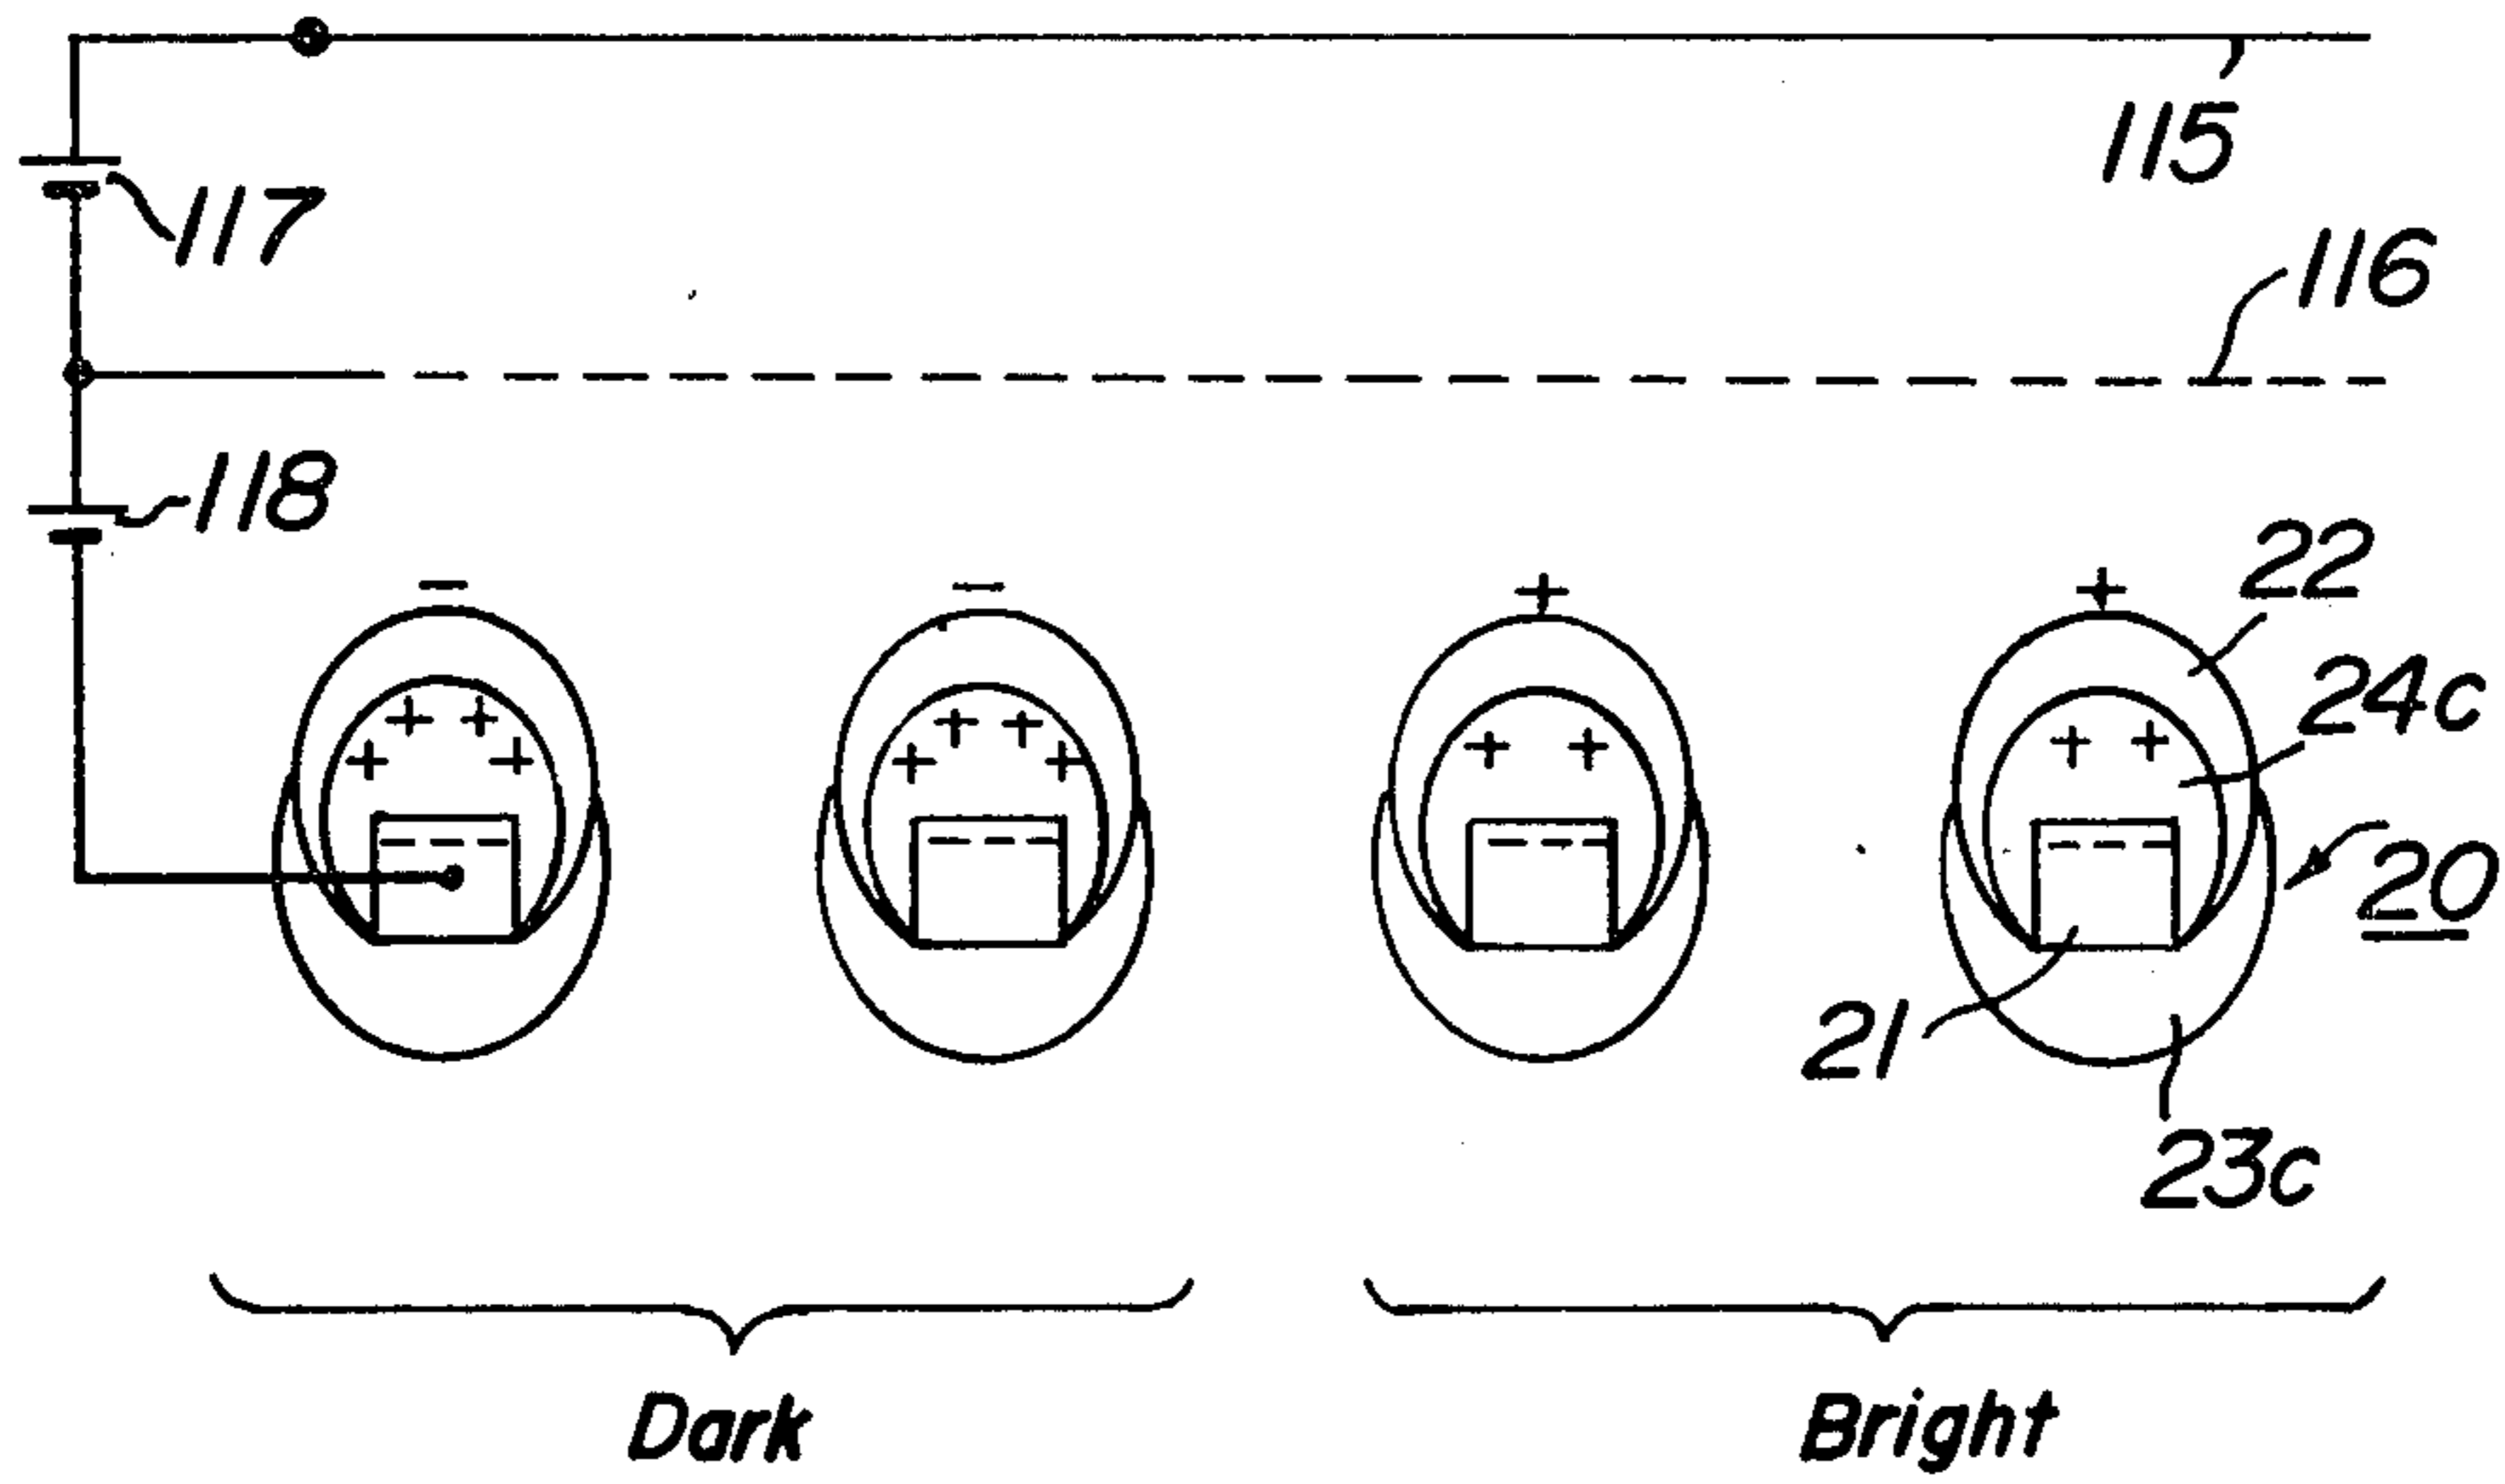 115
117
116
118
− − + +
22
+ + + + + + + + + + + +
24c
20
21
23c
Dark Bright